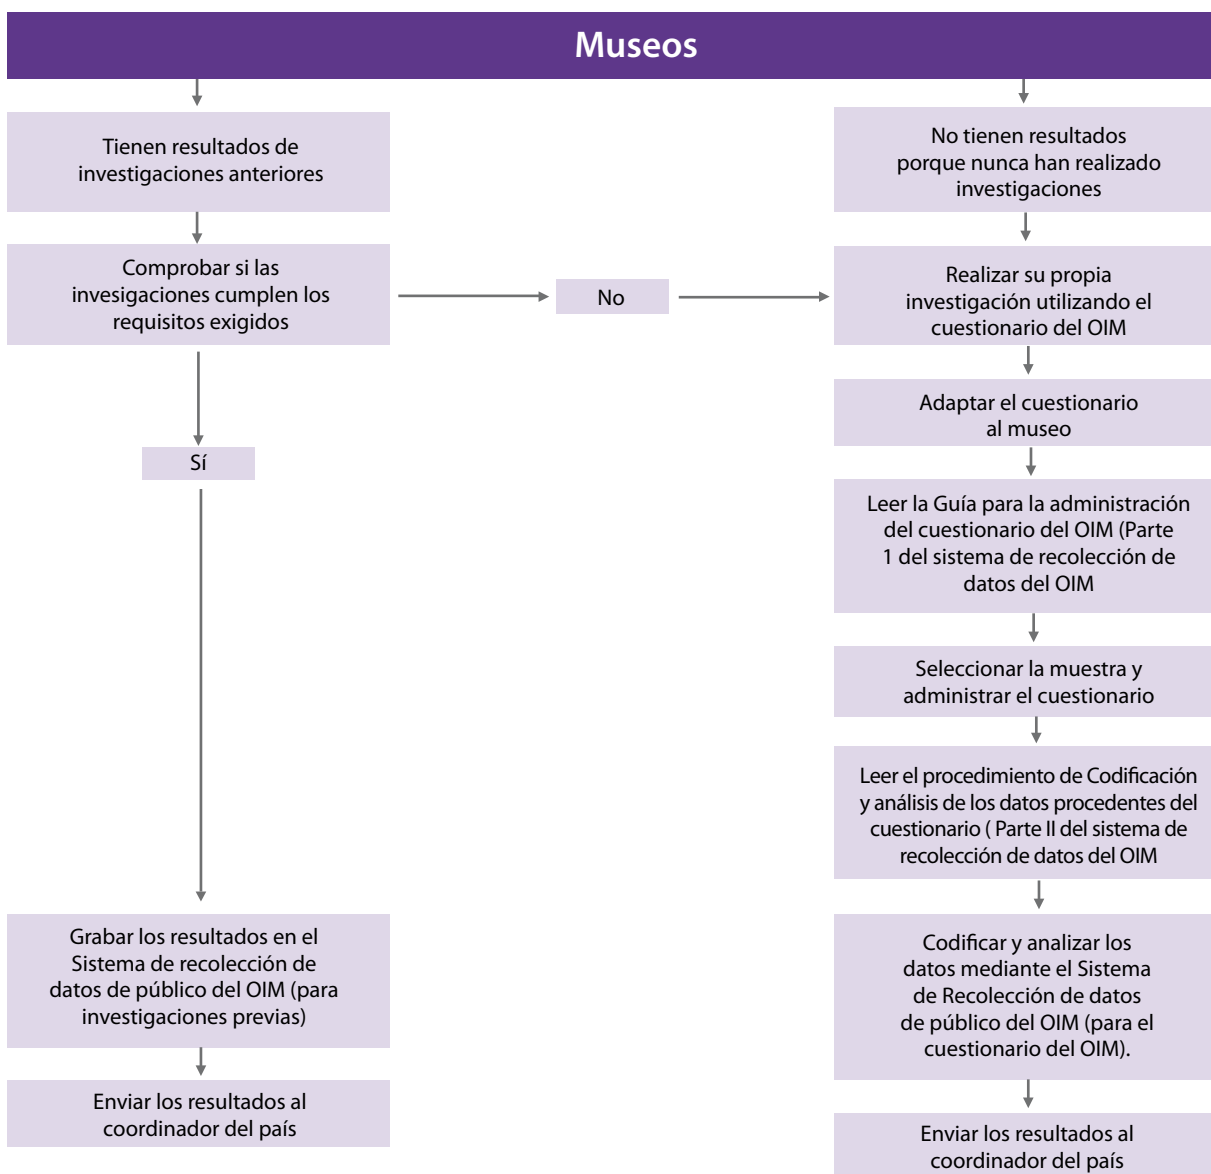 Museos
Tienen resultados de
investigaciones anteriores
Comprobar si las
invesigaciones cumplen los
requisitos exigidos
No
Sí
Grabar los resultados en el
Sistema de recolección de
datos de público del OIM (para
investigaciones previas)
Enviar los resultados al
coordinador del país
No tienen resultados
porque nunca han realizado
investigaciones
Realizar su propia
investigación utilizando el
cuestionario del OIM
Adaptar el cuestionario
al museo
Leer la Guía para la administración
del cuestionario del OIM (Parte
1 del sistema de recolección de
datos del OIM
Seleccionar la muestra y
administrar el cuestionario
Leer el procedimiento de Codificación
y análisis de los datos procedentes del
cuestionario ( Parte II del sistema de
recolección de datos del OIM
Codificar y analizar los
datos mediante el Sistema
de Recolección de datos
de público del OIM (para el
cuestionario del OIM).
Enviar los resultados al
coordinador del país